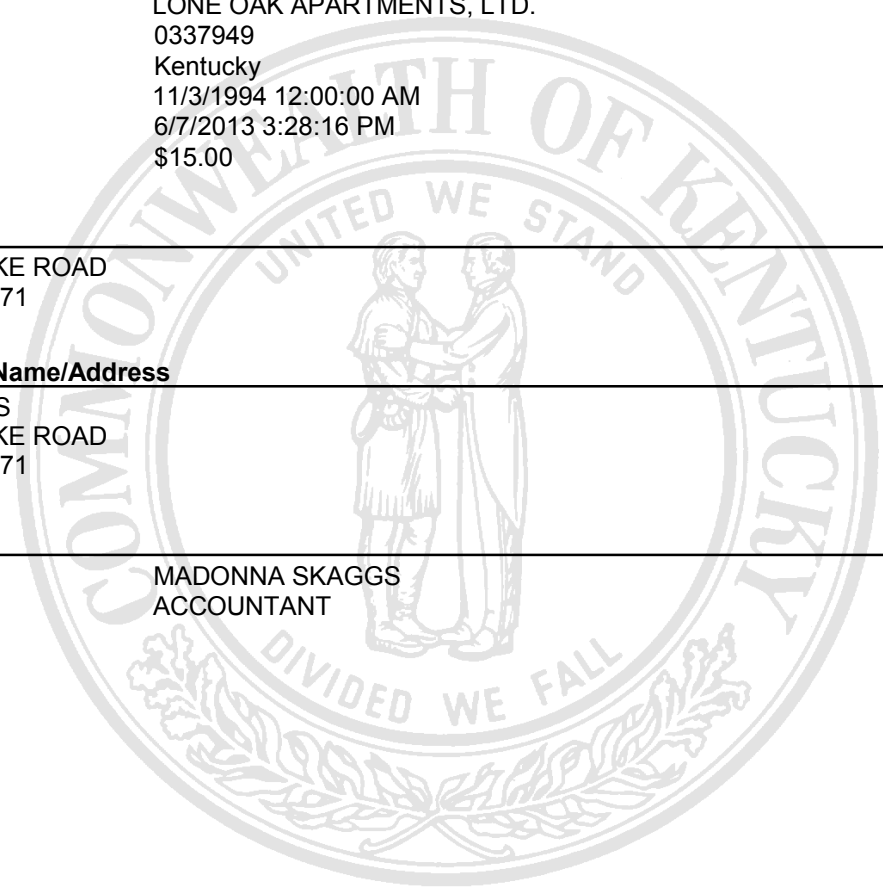 LONE OAK APARTMENTS, LTD.
0337949
Kentucky
11/3/1994 12:00:00 AM
6/7/2013 3:28:16 PM
$15.00
COMMONWEALTH OF KENTUCKY
UNITED WE STAND
KE ROAD
71
Name/Address
S
KE ROAD
71
MADONNA SKAGGS
ACCOUNTANT
DIVIDED WE FALL